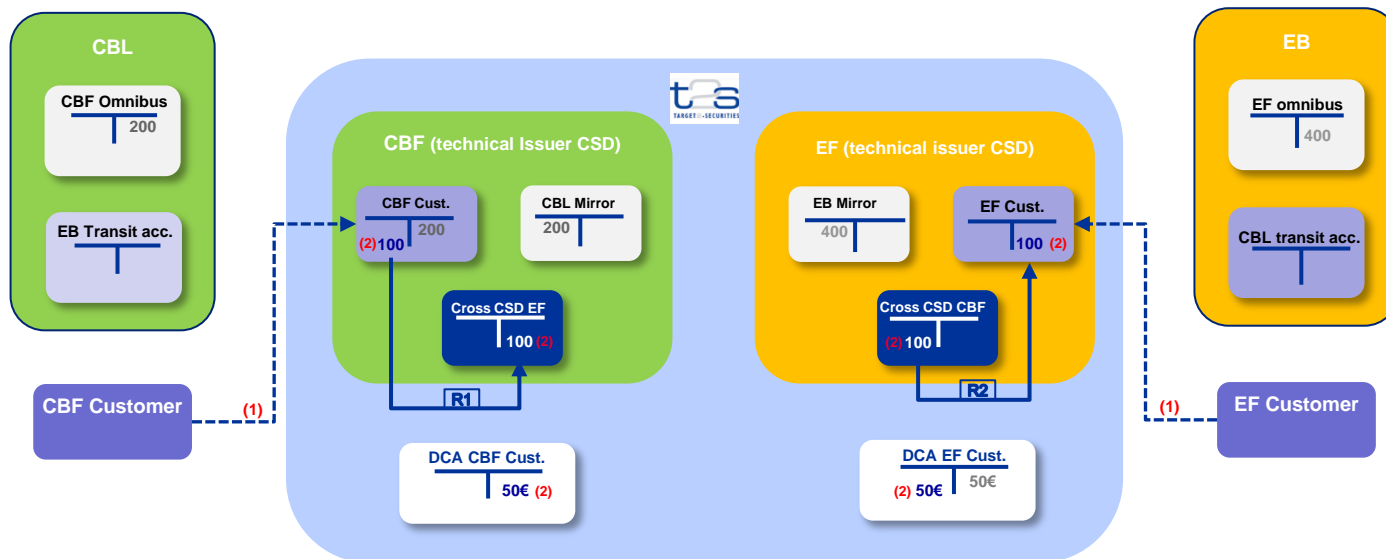 CBL
CBF Omnibus
200
EB Transit acc.
t2s
TARGET2-SECURITIES
CBF (technical Issuer CSD)
CBF Cust.
200
(2) 100
CBL Mirror
200
Cross CSD EF
100 (2)
R1
EF (technical issuer CSD)
EB Mirror
400
EF Cust.
100 (2)
Cross CSD CBF
(2) 100
R2
EB
EF omnibus
400
CBL transit acc.
CBF Customer
(1)
(1)
EF Customer
DCA CBF Cust.
50€ (2)
DCA EF Cust.
50€
(2) 50€